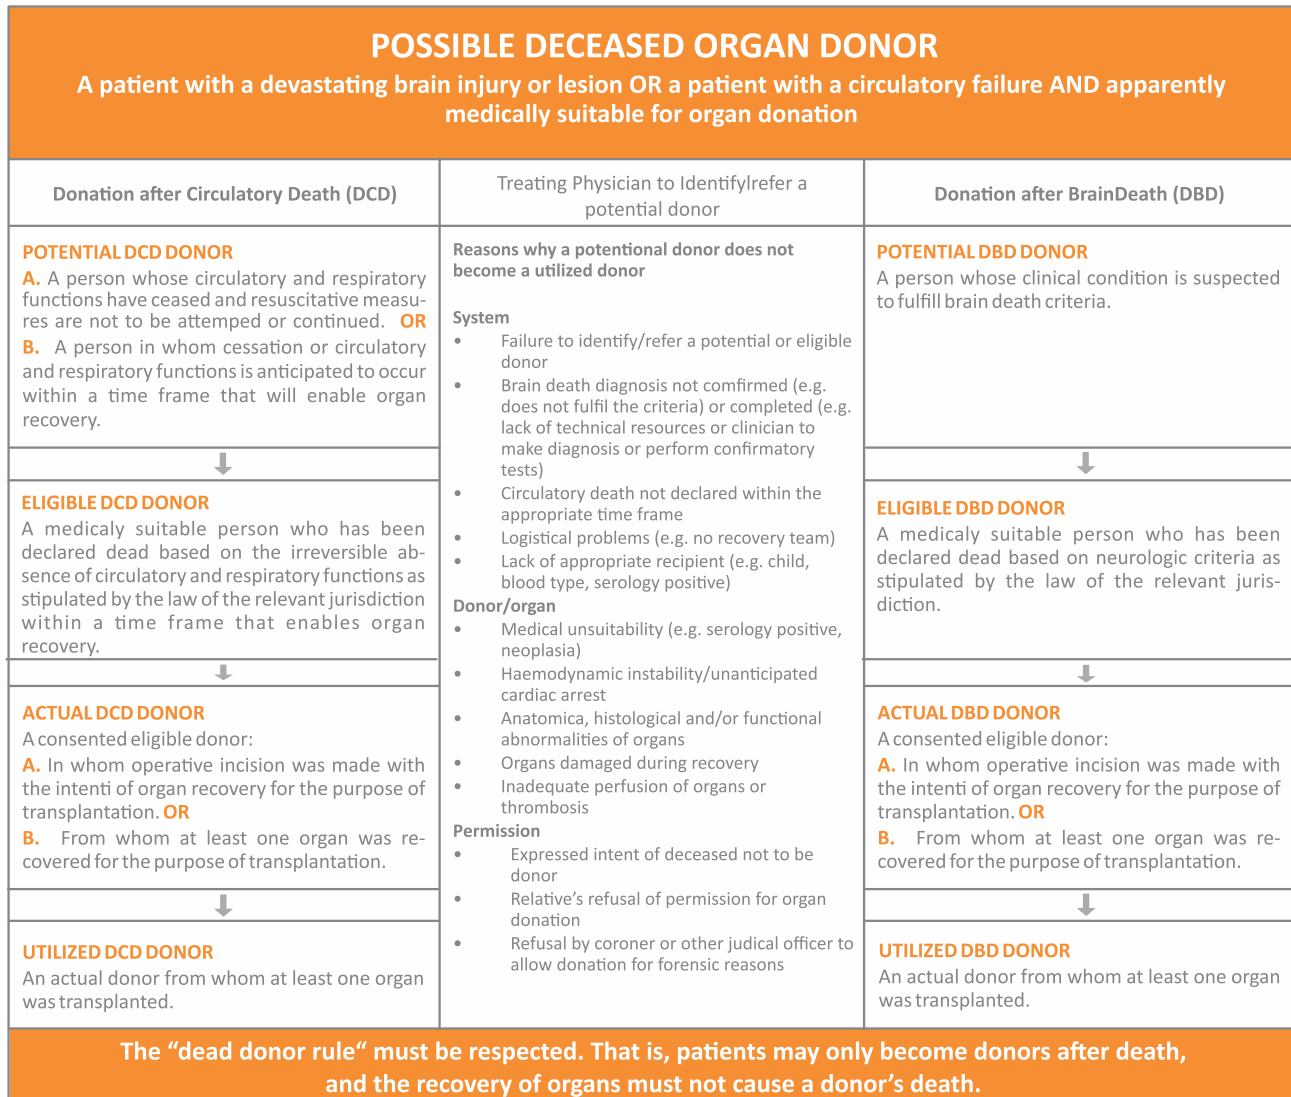 POSSIBLE DECEASED ORGAN DONOR
A patient with a devastating brain injury or lesion OR a patient with a circulatory failure AND apparently
medically suitable for organ donation
Donation after Circulatory Death (DCD)
POTENTIAL DCD DONOR
A. A person whose circulatory and respiratory
functions have ceased and resuscitative measu-
res are not to be attemped or continued. OR
B. A person in whom cessation or circulatory
and respiratory functions is anticipated to occur
within a time frame that will enable organ
recovery.
ELIGIBLE DCD DONOR
A medicaly suitable person who has been
declared dead based on the irreversible ab-
sence of circulatory and respiratory functions as
stipulated by the law of the relevant jurisdiction
within a time frame that enables organ
recovery.
ACTUAL DCD DONOR
A consented eligible donor:
A. In whom operative incision was made with
the intenti of organ recovery for the purpose of
transplantation. OR
B. From whom at least one organ was re-
covered for the purpose of transplantation.
UTILIZED DCD DONOR
An actual donor from whom at least one organ
was transplanted.
Treating Physician to Identifylrefer a
potential donor
Reasons why a potentional donor does not
become a utilized donor
System
• Failure to identify/refer a potential or eligible
donor
• Brain death diagnosis not comfirmed (e.g.
does not fulfil the criteria) or completed (e.g.
lack of technical resources or clinician to
make diagnosis or perform confirmatory
tests)
• Circulatory death not declared within the
appropriate time frame
• Logistical problems (e.g. no recovery team)
• Lack of appropriate recipient (e.g. child,
blood type, serology positive)
Donor/organ
• Medical unsuitability (e.g. serology positive,
neoplasia)
• Haemodynamic instability/unanticipated
cardiac arrest
• Anatomica, histological and/or functional
abnormalities of organs
• Organs damaged during recovery
• Inadequate perfusion of organs or
thrombosis
Permission
• Expressed intent of deceased not to be
donor
• Relative's refusal of permission for organ
donation
• Refusal by coroner or other judical officer to
allow donation for forensic reasons
Donation after BrainDeath (DBD)
POTENTIAL DBD DONOR
A person whose clinical condition is suspected
to fulfill brain death criteria.
ELIGIBLE DBD DONOR
A medicaly suitable person who has been
declared dead based on neurologic criteria as
stipulated by the law of the relevant juris-
diction.
ACTUAL DBD DONOR
A consented eligible donor:
A. In whom operative incision was made with
the intenti of organ recovery for the purpose of
transplantation. OR
B. From whom at least one organ was re-
covered for the purpose of transplantation.
UTILIZED DBD DONOR
An actual donor from whom at least one organ
was transplanted.
The “dead donor rule“ must be respected. That is, patients may only become donors after death,
and the recovery of organs must not cause a donor's death.